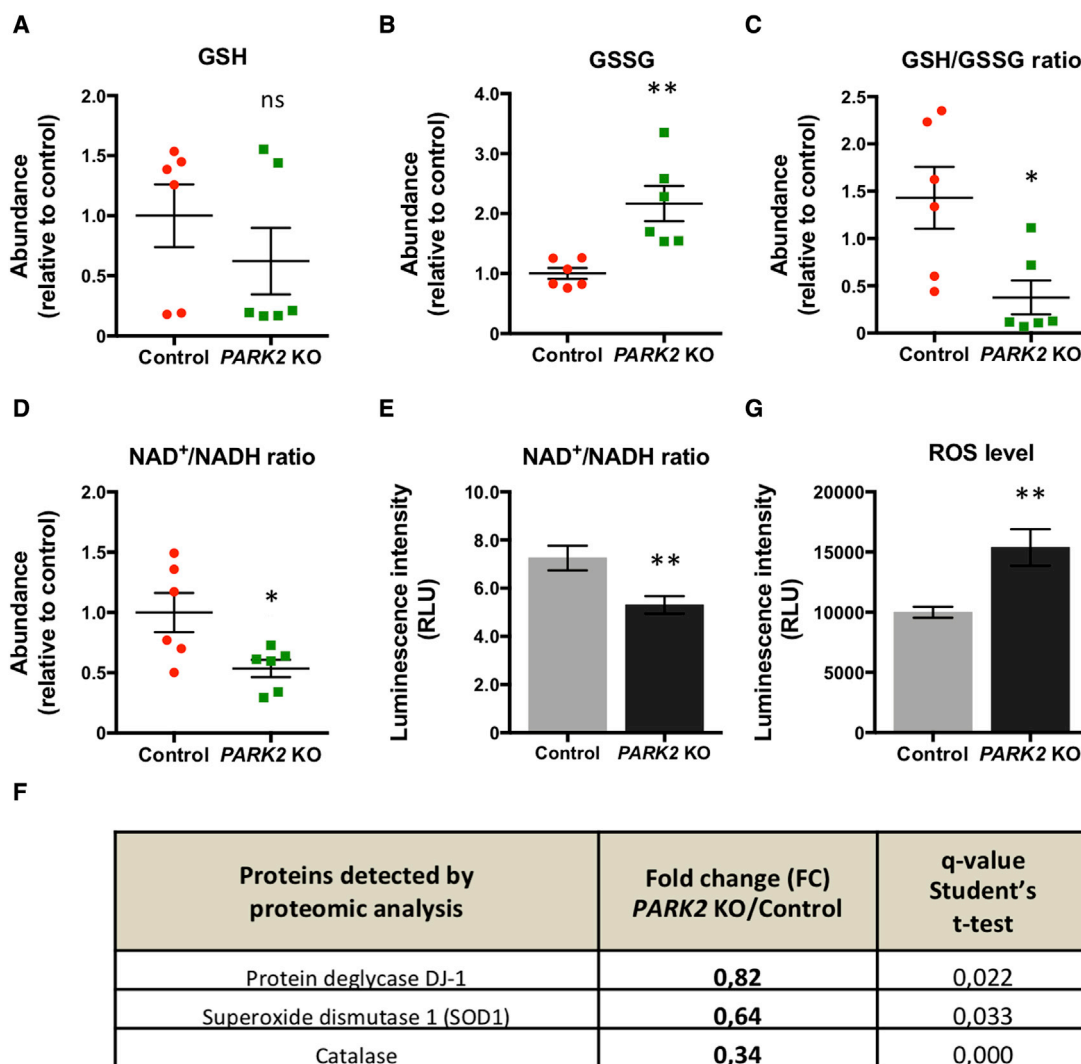 A
GSH
Abundance
(relative to control)
2.0
1.5
1.0
0.5
0
ns
Control PARK2 KO
B
GSSG
Abundance
(relative to control)
4.0
3.0
2.0
1.0
0
**
Control PARK2 KO
C
GSH/GSSG ratio
Abundance
(relative to control)
2.5
2.0
1.5
1.0
0.5
0
*
Control PARK2 KO
D
NAD+/NADH ratio
Abundance
(relative to control)
2.0
1.5
1.0
0.5
0
*
Control PARK2 KO
E
NAD+/NADH ratio
Luminescence intensity
(RLU)
10.0
8.0
6.0
4.0
2.0
0
**
Control PARK2 KO
G
ROS level
Luminescence intensity
(RLU)
20000
15000
10000
5000
0
**
Control PARK2 KO
F
Proteins detected by
proteomic analysis
Fold change (FC)
PARK2 KO/Control
q-value
Student's
t-test
Protein deglycase DJ-1 0,82 0,022
Superoxide dismutase 1 (SOD1) 0,64 0,033
Catalase 0,34 0,000